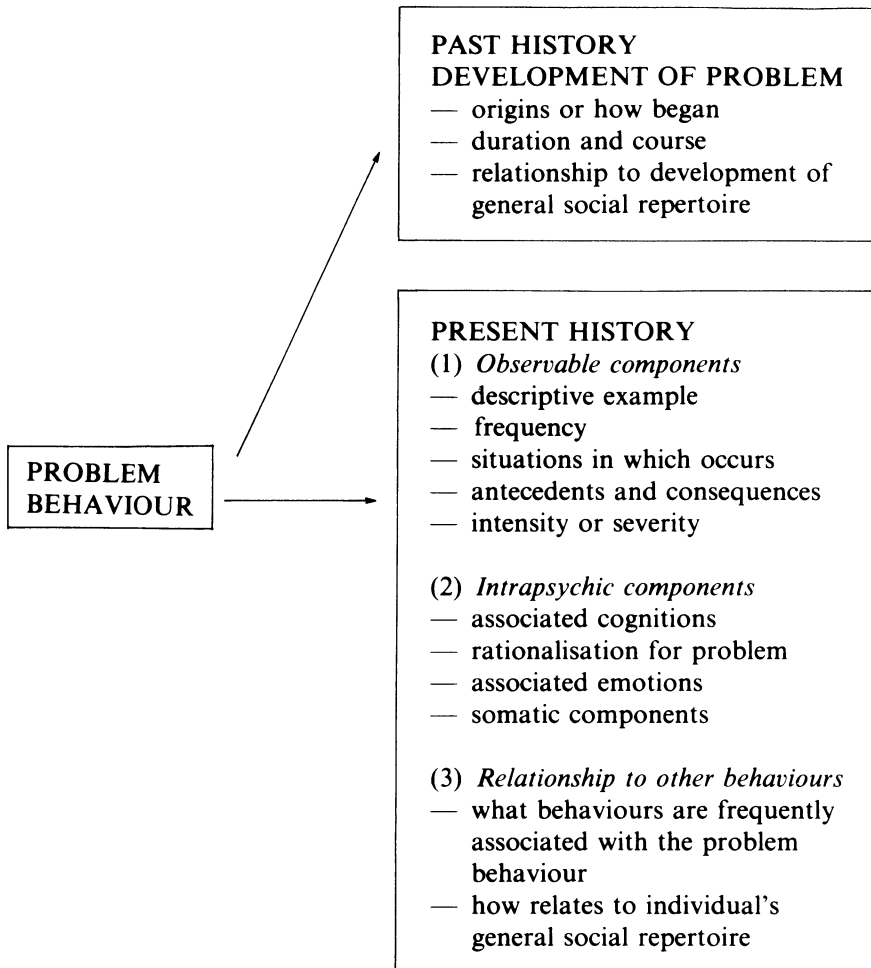 PAST HISTORY
DEVELOPMENT OF PROBLEM
— origins or how began
— duration and course
— relationship to development of
general social repertoire
PROBLEM
BEHAVIOUR
PRESENT HISTORY
(1) Observable components
— descriptive example
— frequency
— situations in which occurs
— antecedents and consequences
— intensity or severity
(2) Intrapsychic components
— associated cognitions
— rationalisation for problem
— associated emotions
— somatic components
(3) Relationship to other behaviours
— what behaviours are frequently
associated with the problem
behaviour
— how relates to individual's
general social repertoire